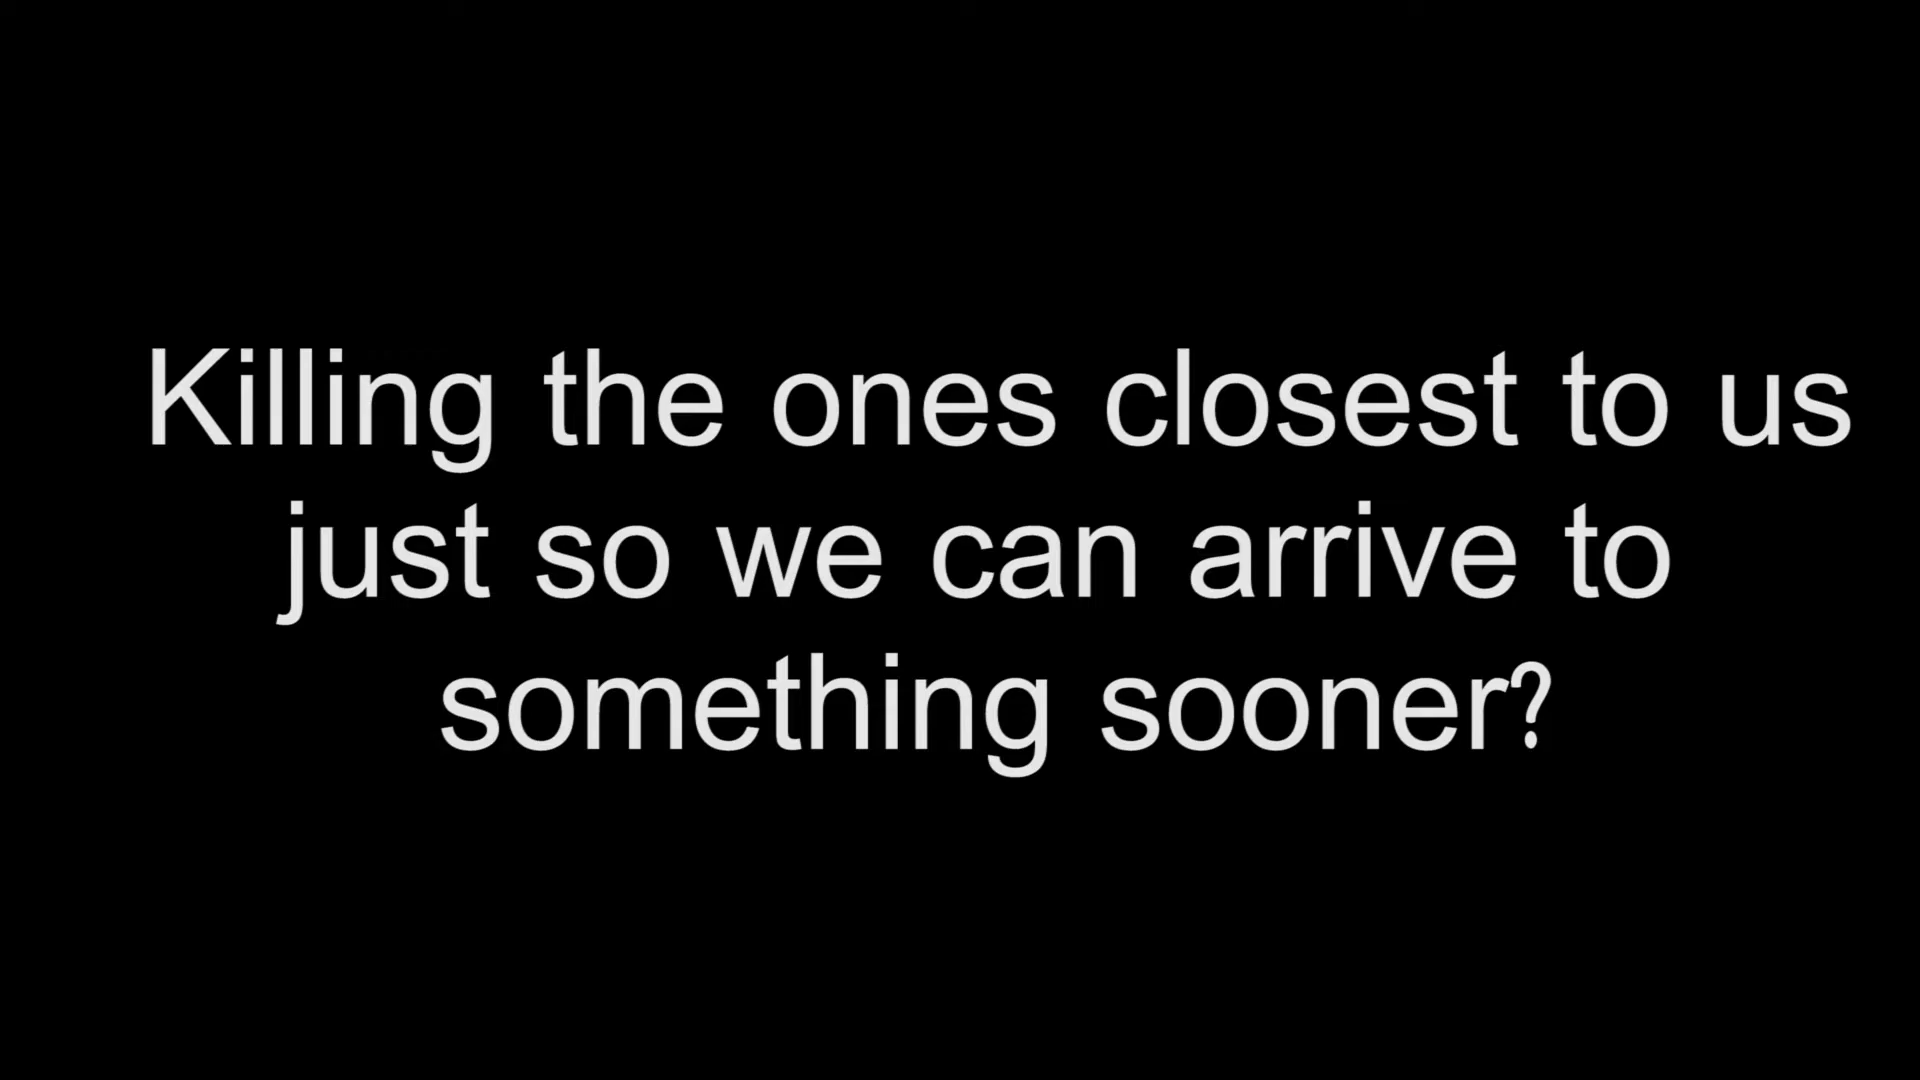 Killing the ones closest to us
just so we can arrive to
something sooner?